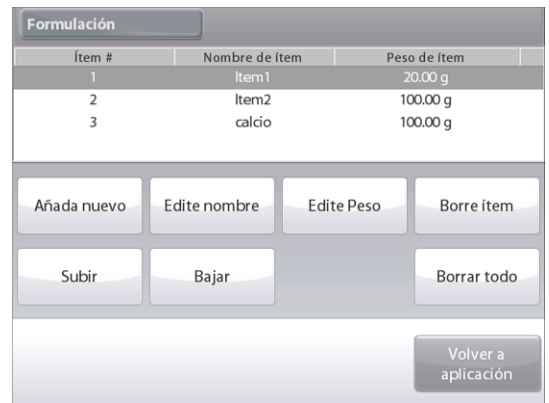 Formulación
Ítem # Nombre de ítem Peso de ítem
1 Item1 20.00 g
2 Item2 100.00 g
3 calcio 100.00 g
Añada nuevo Edite nombre Edite Peso Borre ítem
Subir Bajar Borrar todo
Volver a
aplicación